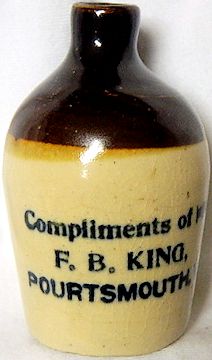 Compliments of
F. B. KING,
POURTSMOUTH,